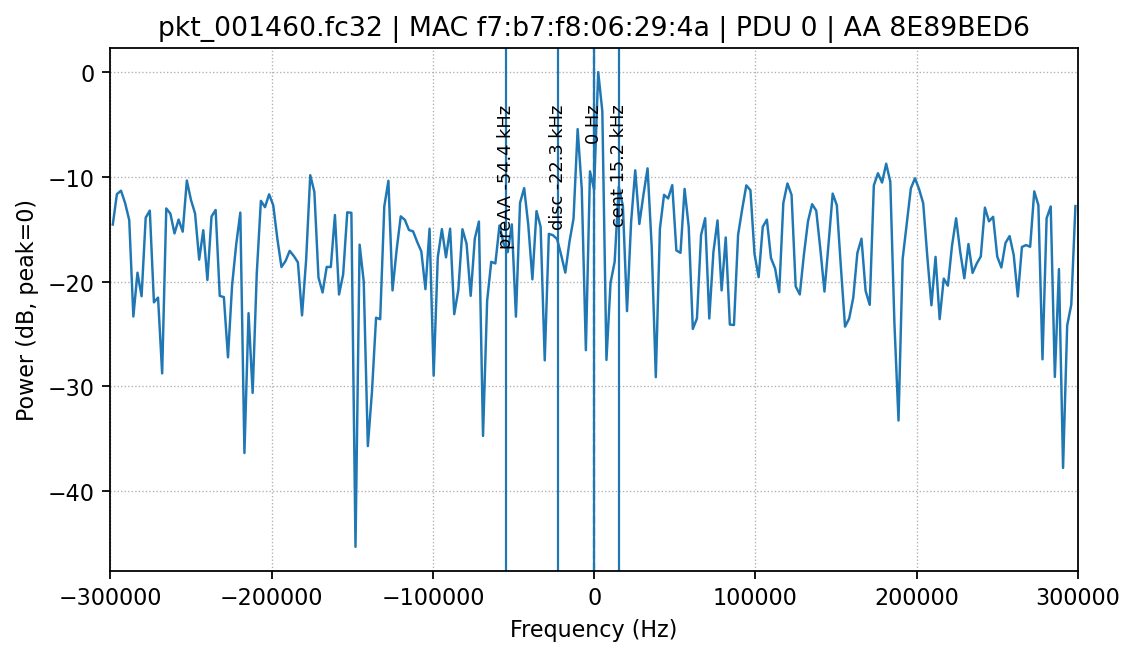 pkt_001460.fc32 | MAC f7:b7:f8:06:29:4a | PDU 0 | AA 8E89BED6
Power (dB, peak=0)
0
−10
−20
−30
−40
preAA -54.4 kHz
disc -22.3 kHz
0 Hz
cent 15.2 kHz
−300000
−200000
−100000
0
100000
200000
300000
Frequency (Hz)